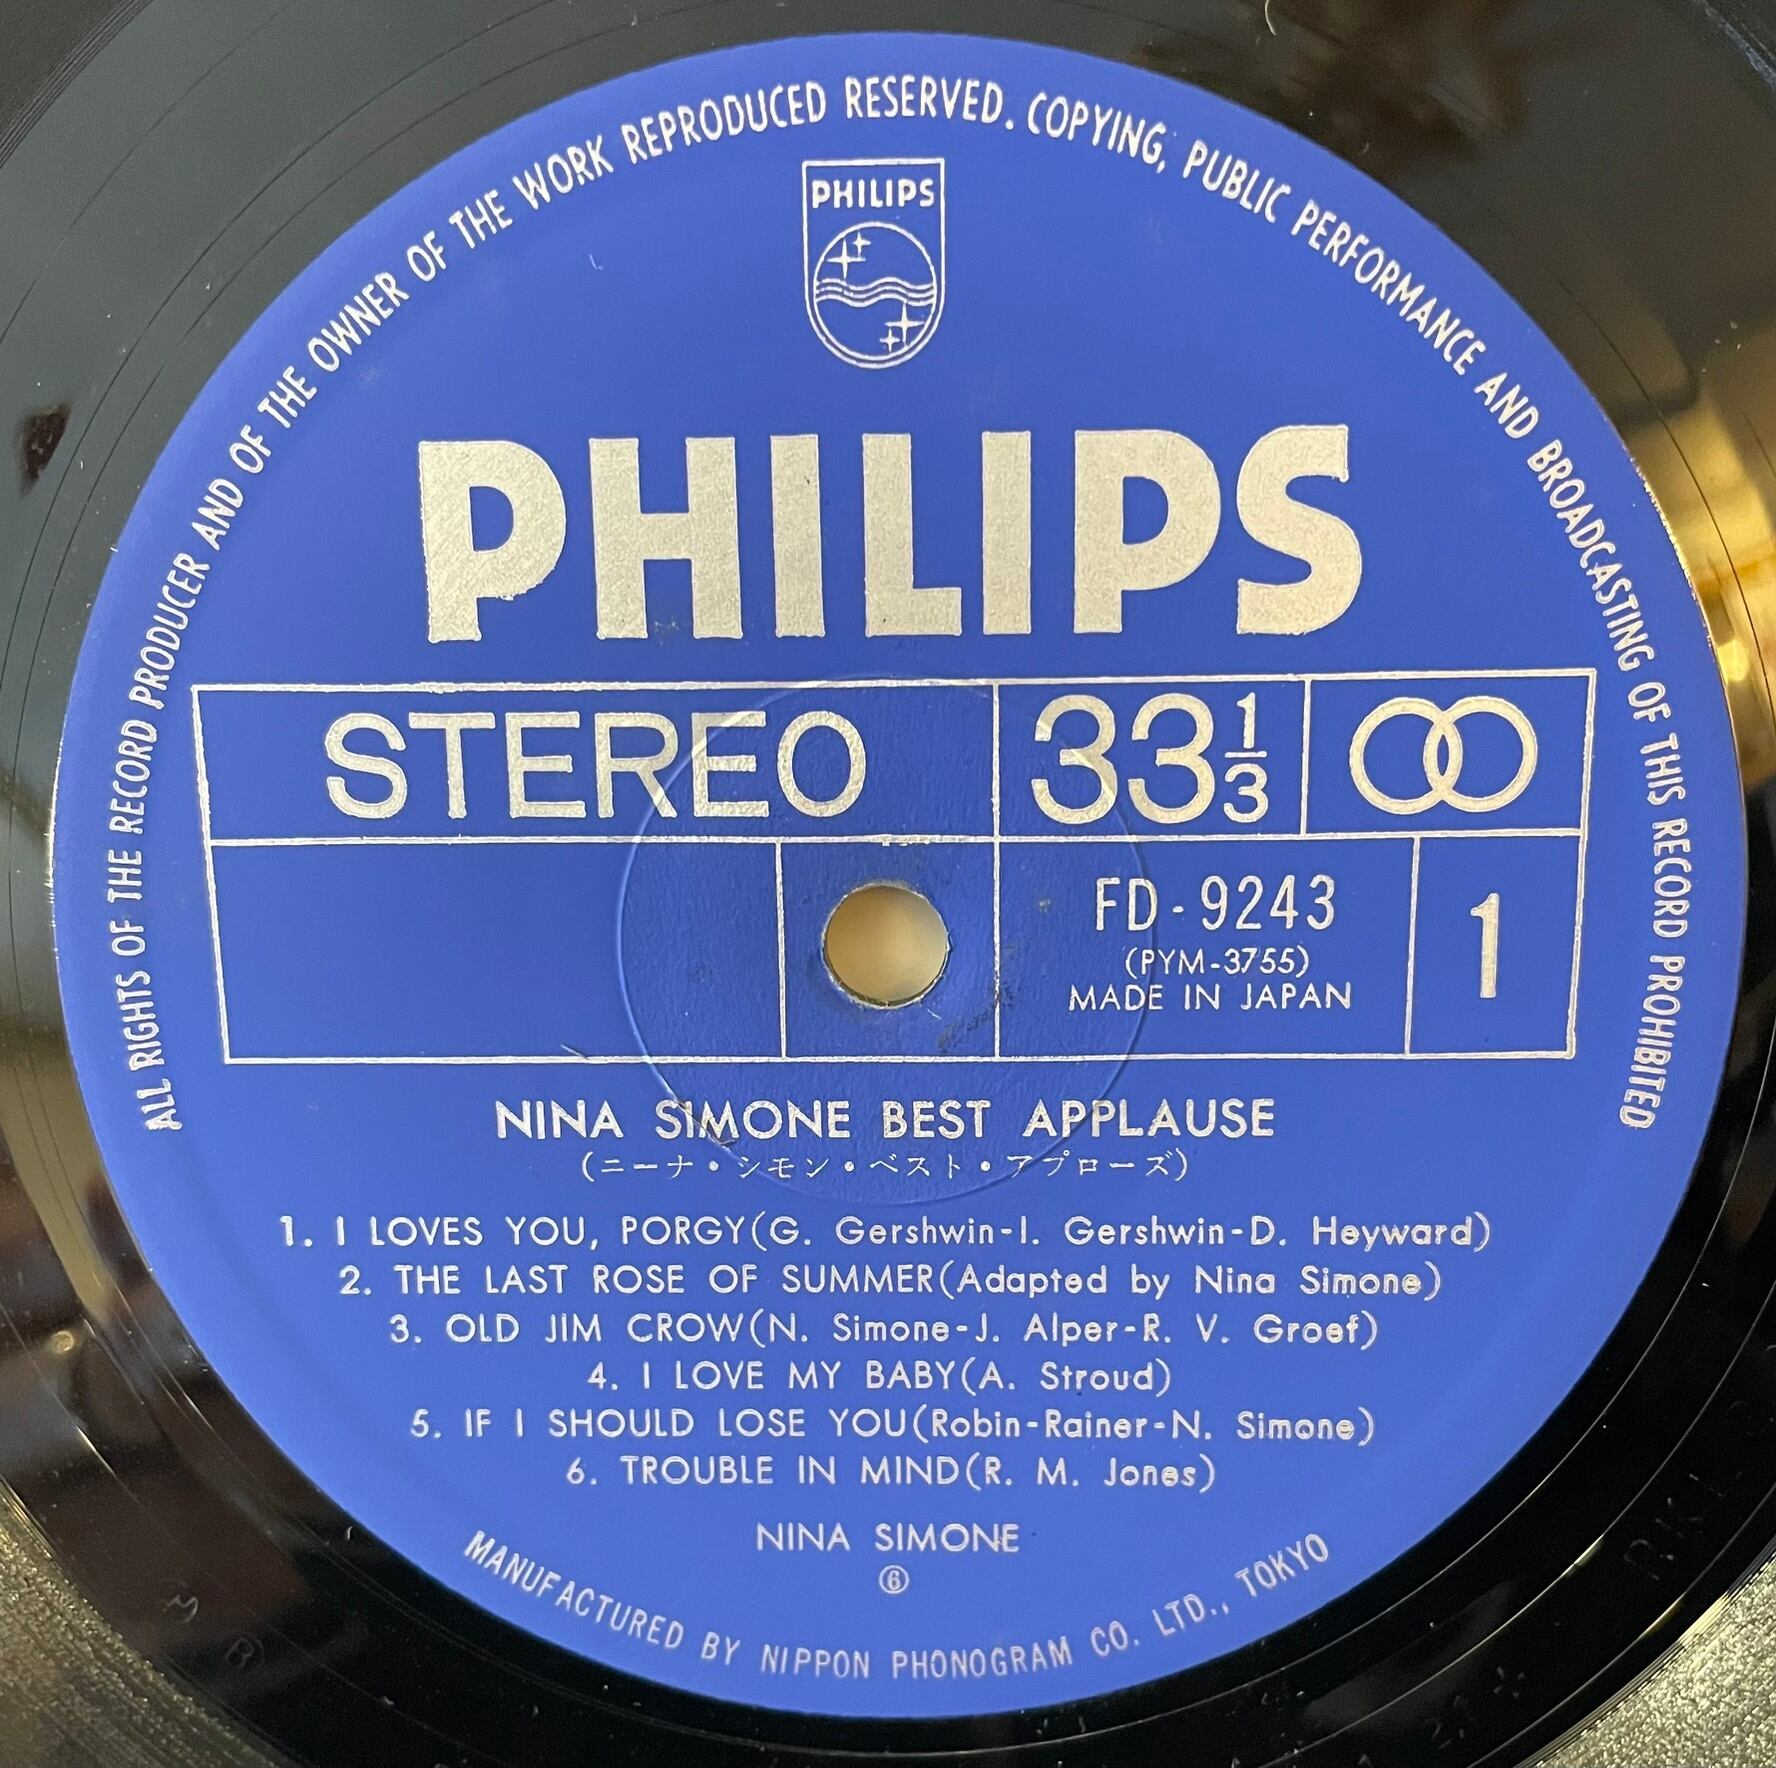 ALL RIGHTS OF THE RECORD PRODUCER AND OF THE OWNER OF THE WORK REPRODUCED RESERVED. COPYING, PUBLIC PERFORMANCE AND BROADCASTING OF THIS RECORD PROHIBITED
PHILIPS
PHILIPS
STEREO 33 1/3
FD-9243
(PYM-3755)
MADE IN JAPAN
1
NINA SIMONE BEST APPLAUSE
(ニーナ・シモン・ベスト・アプローズ)
1. I LOVES YOU, PORGY(G. Gershwin-I. Gershwin-D. Heyward)
2. THE LAST ROSE OF SUMMER(Adapted by Nina Simone)
3. OLD JIM CROW(N. Simone-J. Alper-R. V. Groef)
4. I LOVE MY BABY(A. Stroud)
5. IF I SHOULD LOSE YOU(Robin-Rainer-N. Simone)
6. TROUBLE IN MIND(R. M. Jones)
NINA SIMONE
⑥
MANUFACTURED BY NIPPON PHONOGRAM CO. LTD., TOKYO